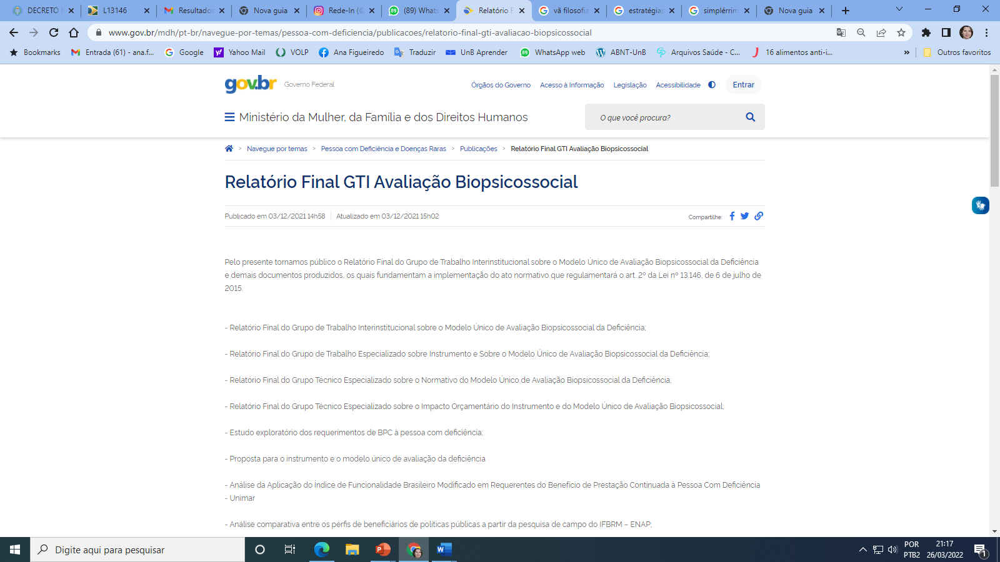 DECRETO N
L13146
Resultados
Nova guia
Rede-In (@
(89) Whats
Relatório F
vã filosofia
estratégias
simplérrim
Nova guia
www.gov.br/mdh/pt-br/navegue-por-temas/pessoa-com-deficiencia/publicacoes/relatorio-final-gti-avaliacao-biopsicossocial
Bookmarks
Entrada (61) - ana.f...
Google
Yahoo Mail
VOLP
Ana Figueiredo
Traduzir
UnB Aprender
WhatsApp web
ABNT-UnB
Arquivos Saúde - C...
16 alimentos anti-i...
»
Outros favoritos
gov.br
Governo Federal
Órgãos do Governo
Acesso à Informação
Legislação
Acessibilidade
Entrar
Ministério da Mulher, da Família e dos Direitos Humanos
O que você procura?
> Navegue por temas > Pessoa com Deficiência e Doenças Raras > Publicações > Relatório Final GTI Avaliação Biopsicossocial
Relatório Final GTI Avaliação Biopsicossocial
Publicado em 03/12/2021 14h58
Atualizado em 03/12/2021 15h02
Compartilhe:
Pelo presente tornamos público o Relatório Final do Grupo de Trabalho Interinstitucional sobre o Modelo Único de Avaliação Biopsicossocial da Deficiência
e demais documentos produzidos, os quais fundamentam a implementação do ato normativo que regulamentará o art. 2º da Lei nº 13.146, de 6 de julho de
2015.
- Relatório Final do Grupo de Trabalho Interinstitucional sobre o Modelo Único de Avaliação Biopsicossocial da Deficiência;
- Relatório Final do Grupo de Trabalho Especializado sobre Instrumento e Sobre o Modelo Único de Avaliação Biopsicossocial da Deficiência;
- Relatório Final do Grupo Técnico Especializado sobre o Normativo do Modelo Único de Avaliação Biopsicossocial da Deficiência;
- Relatório Final do Grupo Técnico Especializado sobre o Impacto Orçamentário do Instrumento e do Modelo Único de Avaliação Biopsicossocial;
- Estudo exploratório dos requerimentos de BPC à pessoa com deficiência;
- Proposta para o instrumento e o modelo único de avaliação da deficiência
- Análise da Aplicação do Índice de Funcionalidade Brasileiro Modificado em Requerentes do Benefício de Prestação Continuada à Pessoa Com Deficiência
- Unimar
- Análise comparativa entre os perfis de beneficiários de políticas públicas a partir da pesquisa de campo do IFBRM – ENAP;
Digite aqui para pesquisar
POR
PTB2
21:17
26/03/2022
1